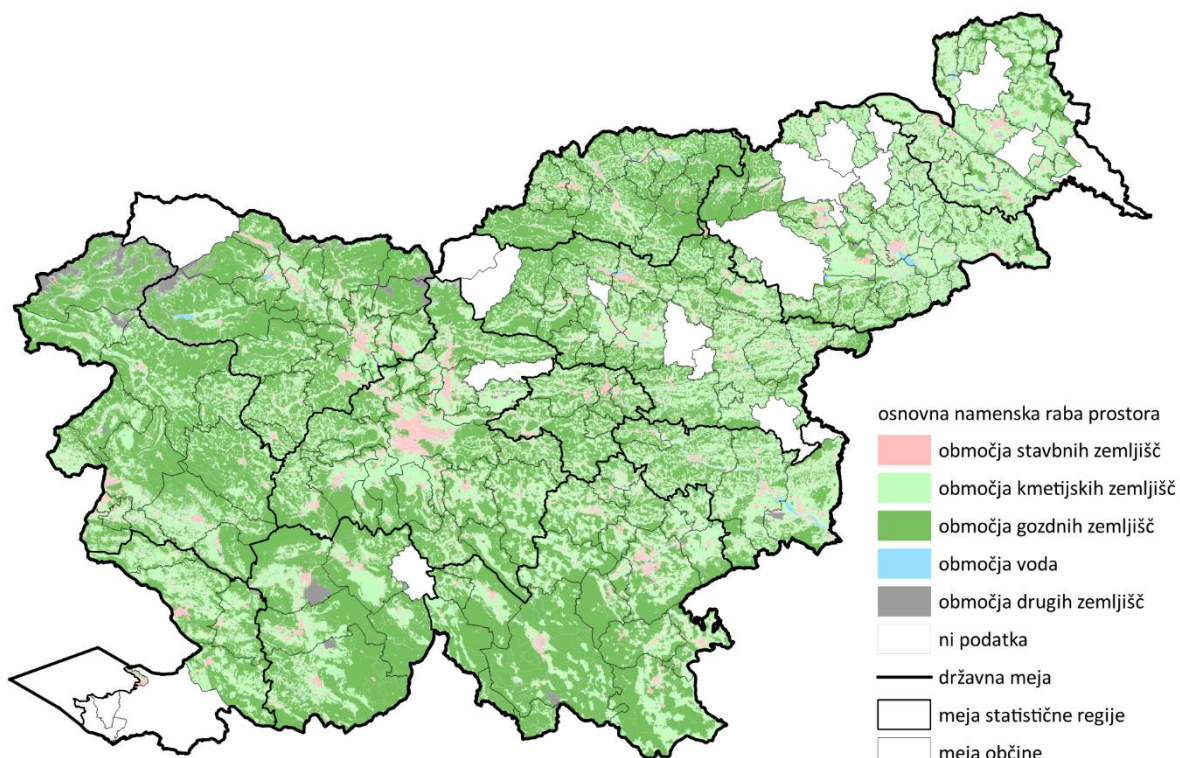 osnovna namenska raba prostora
območja stavbnih zemljišč
območja kmetijskih zemljišč
območja gozdnih zemljišč
območja voda
območja drugih zemljišč
ni podatka
državna meja
meja statistične regije
meja občine